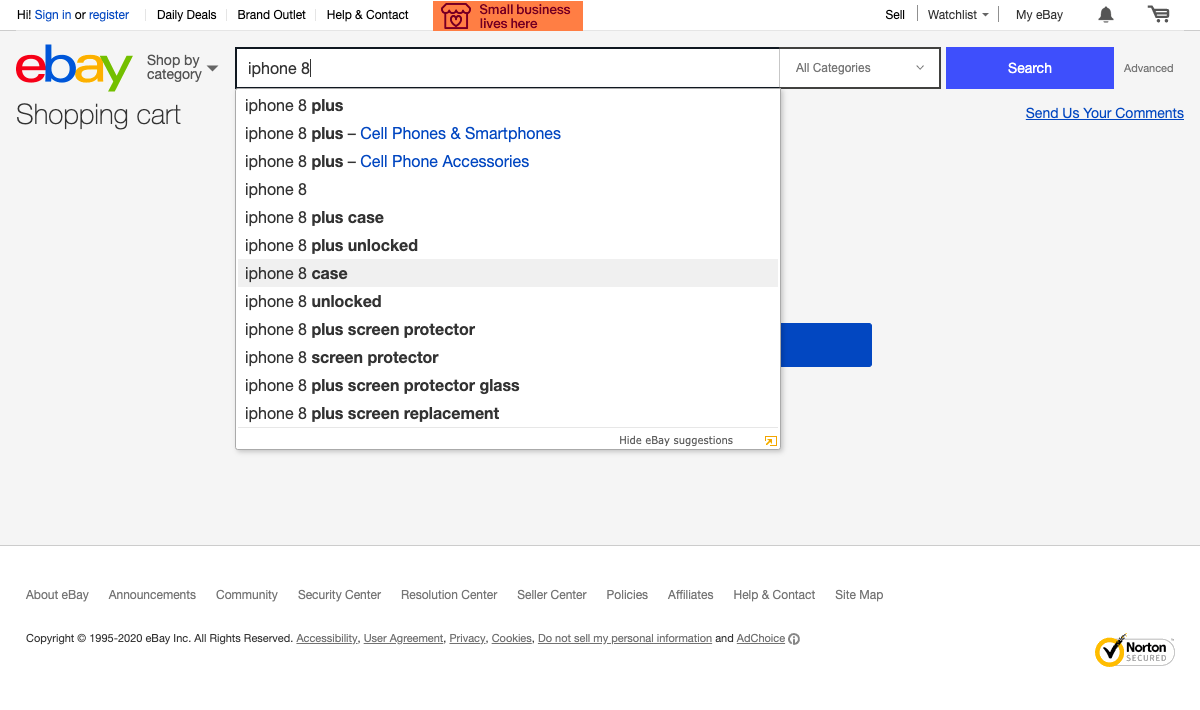 Hi! Sign in or register Daily Deals Brand Outlet Help & Contact Small business lives here Sell Watchlist My eBay
ebay Shop by category iphone 8 All Categories Search Advanced
Shopping cart Send Us Your Comments
iphone 8 plus
iphone 8 plus – Cell Phones & Smartphones
iphone 8 plus – Cell Phone Accessories
iphone 8
iphone 8 plus case
iphone 8 plus unlocked
iphone 8 case
iphone 8 unlocked
iphone 8 plus screen protector
iphone 8 screen protector
iphone 8 plus screen protector glass
iphone 8 plus screen replacement
Hide eBay suggestions
About eBay Announcements Community Security Center Resolution Center Seller Center Policies Affiliates Help & Contact Site Map
Copyright © 1995-2020 eBay Inc. All Rights Reserved. Accessibility, User Agreement, Privacy, Cookies, Do not sell my personal information and AdChoice
Norton
SECURED